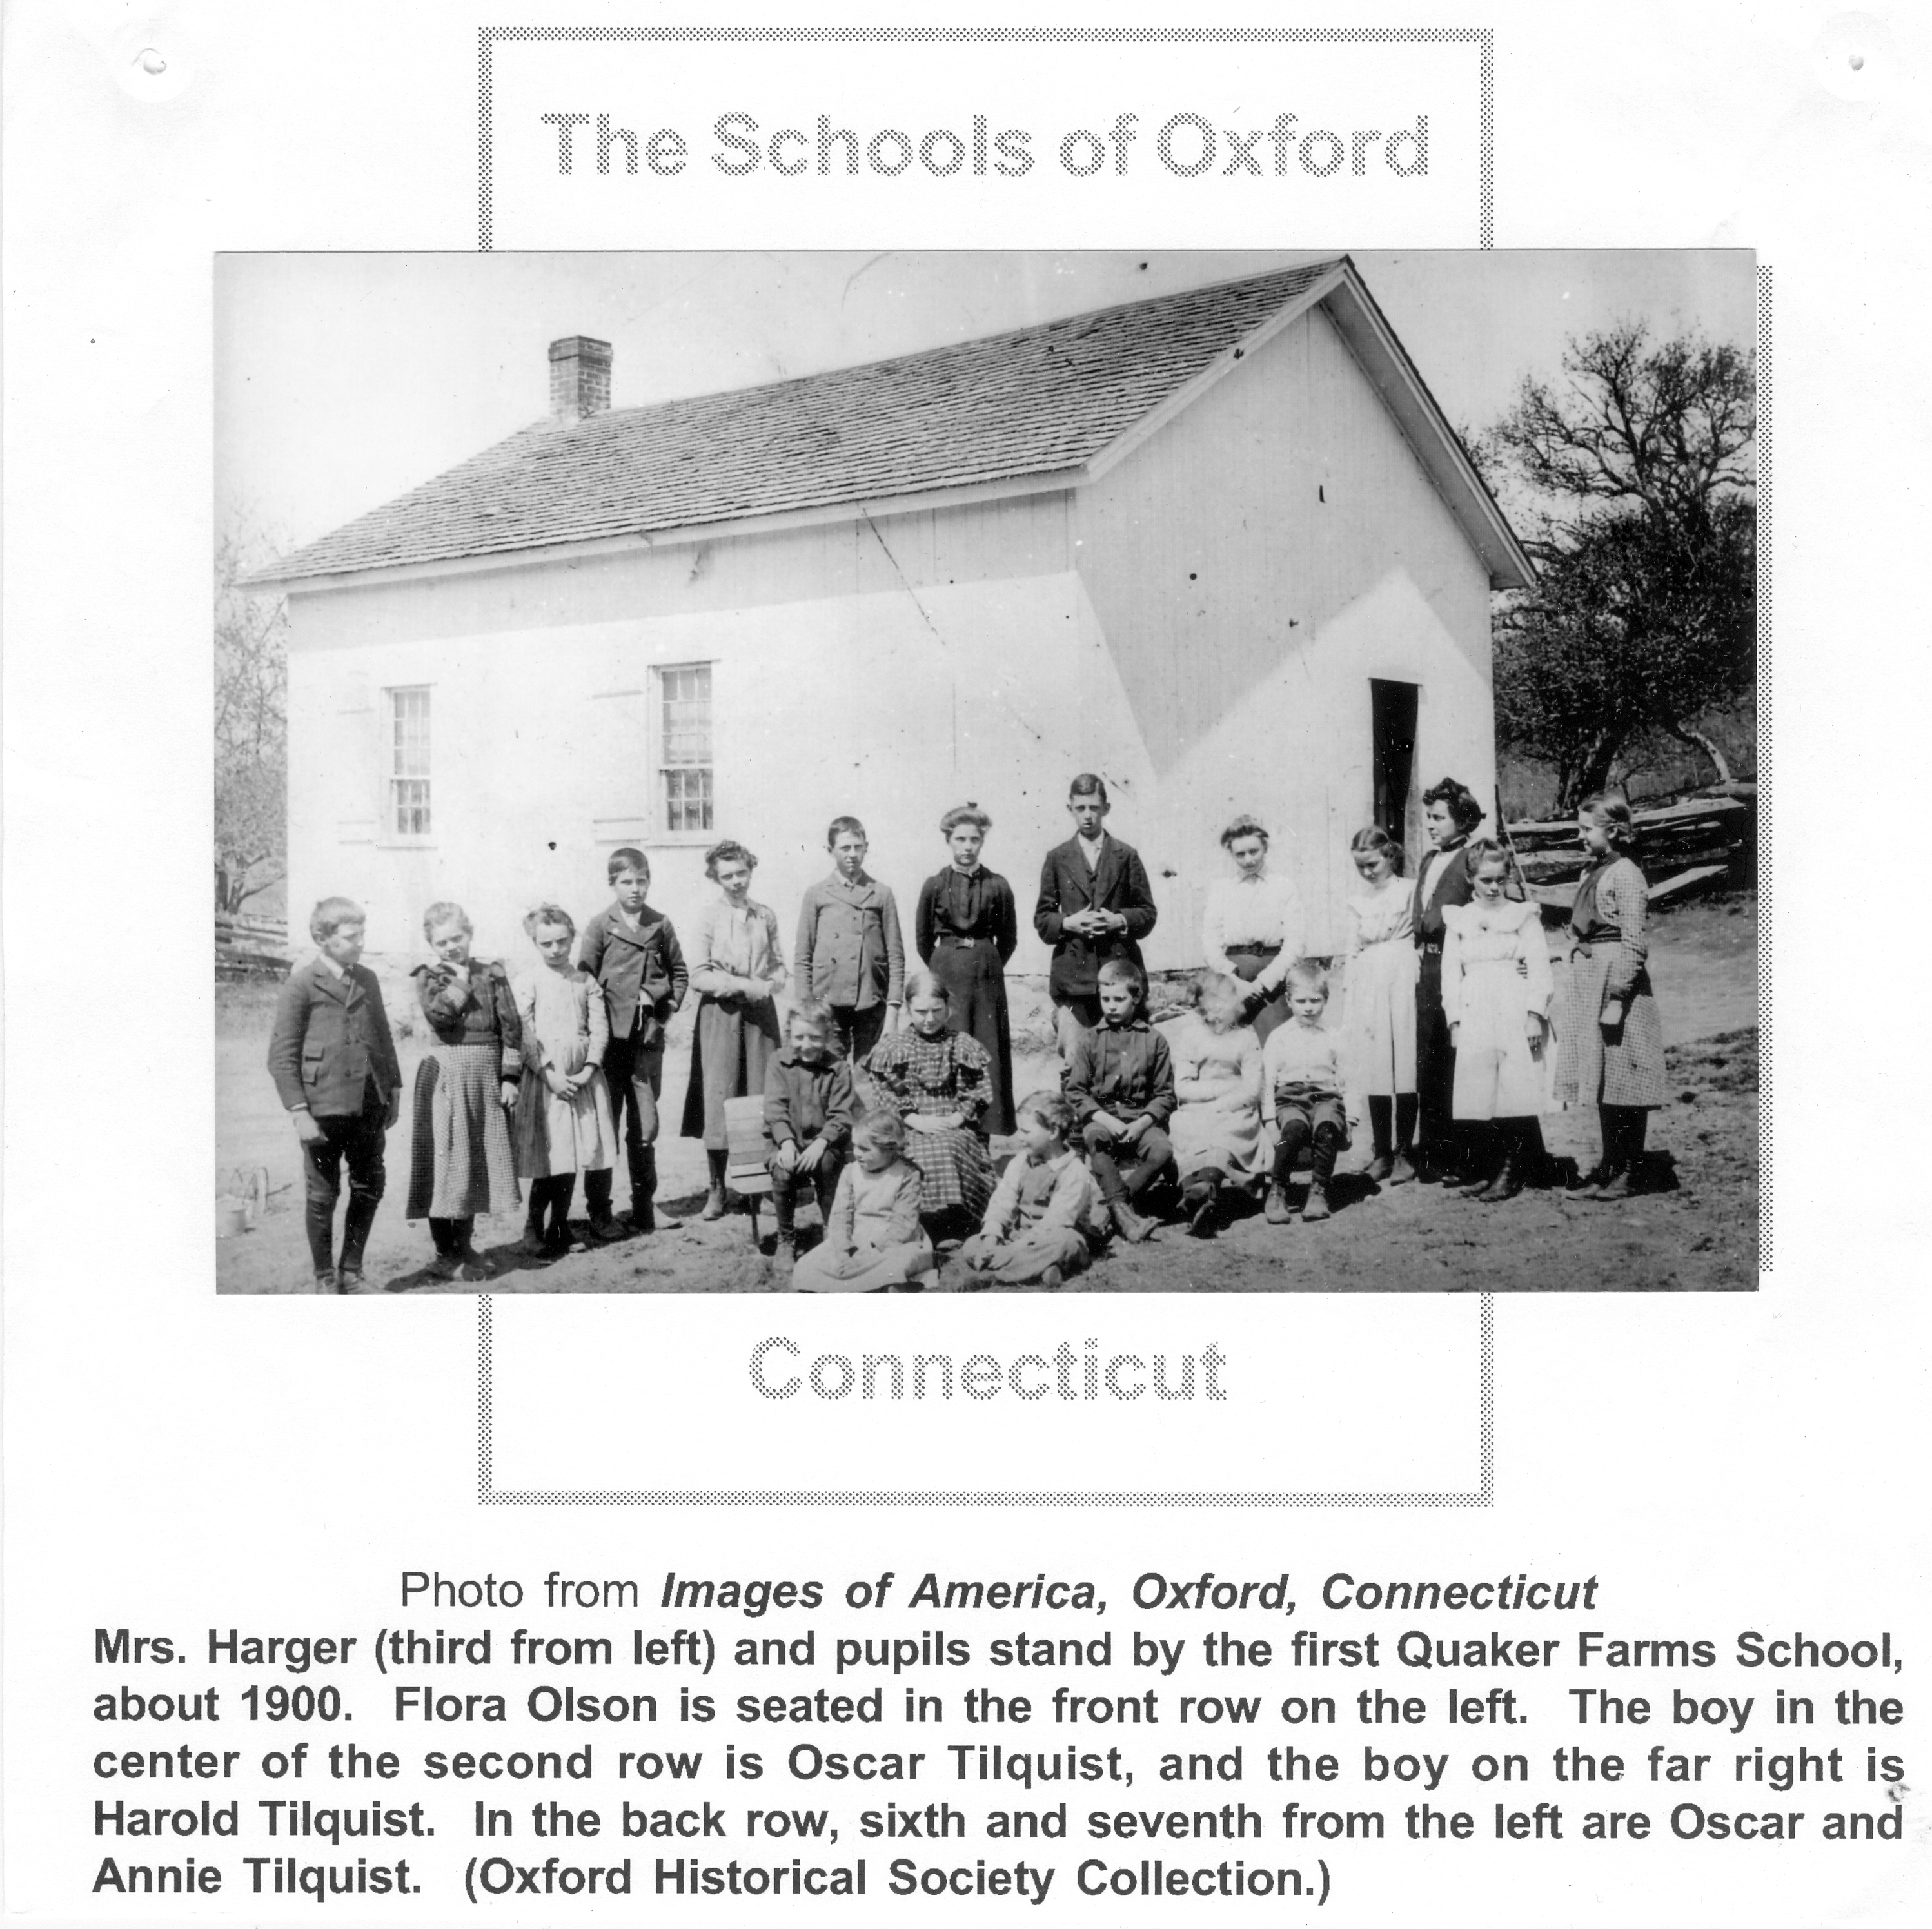 The Schools of Oxford
Connecticut
Photo from Images of America, Oxford, Connecticut
Mrs. Harger (third from left) and pupils stand by the first Quaker Farms School,
about 1900. Flora Olson is seated in the front row on the left. The boy in the
center of the second row is Oscar Tilquist, and the boy on the far right is
Harold Tilquist. In the back row, sixth and seventh from the left are Oscar and
Annie Tilquist. (Oxford Historical Society Collection.)